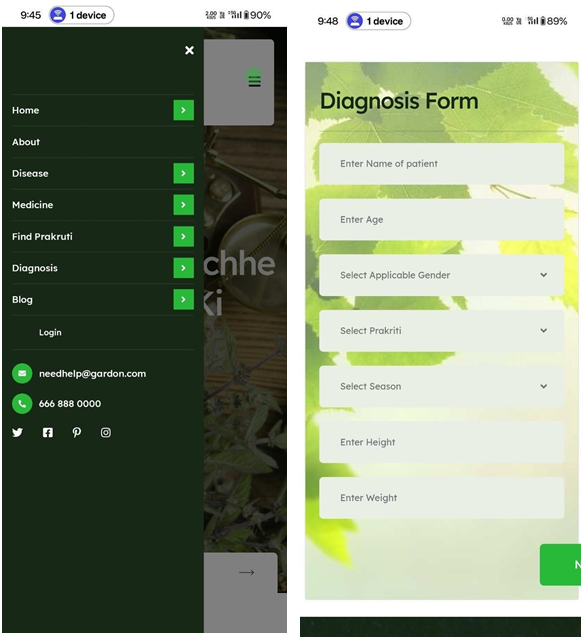 9:45
1 device
90%
Home
About
Disease
Medicine
Find Prakruti
Diagnosis
Blog
Login
needhelp@gardon.com
666 888 0000
chhe
Ki
9:48
1 device
89%
Diagnosis Form
Enter Name of patient
Enter Age
Select Applicable Gender
Select Prakriti
Select Season
Enter Height
Enter Weight
N